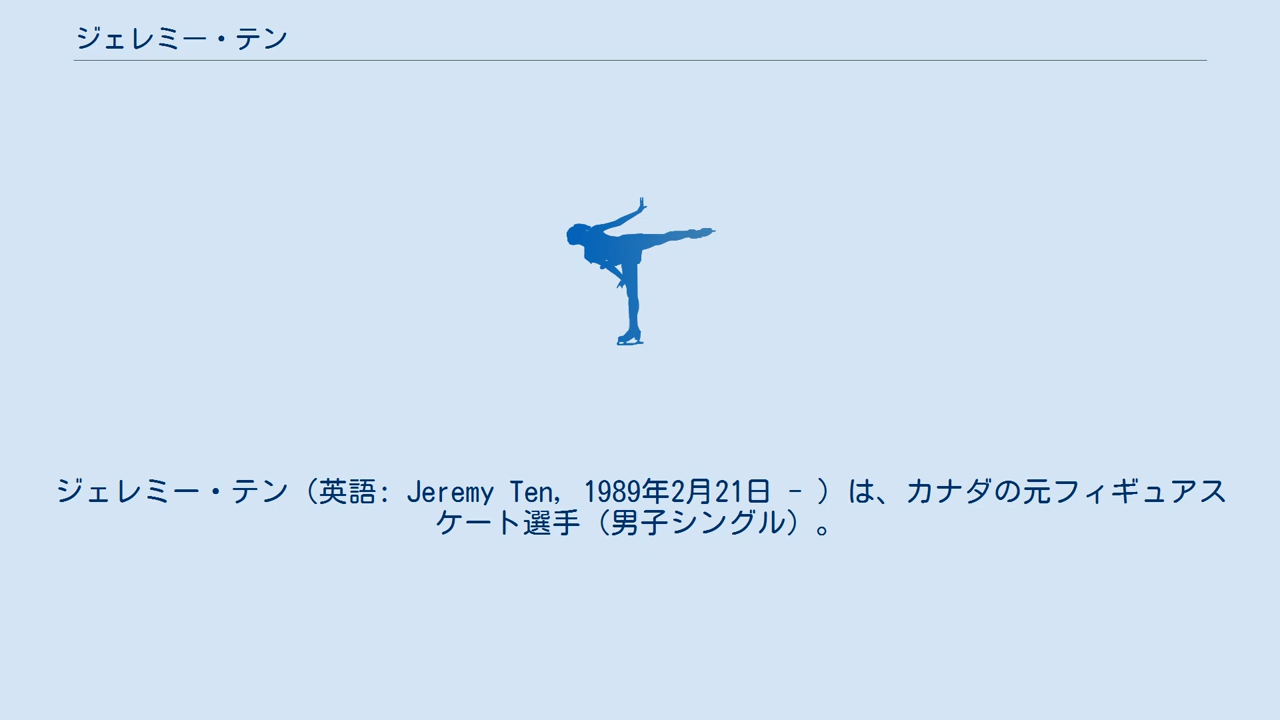 ジェレミー・テン
ジェレミー・テン（英語: Jeremy Ten, 1989年2月21日 - ）は、カナダの元フィギュアス
ケート選手（男子シングル）。